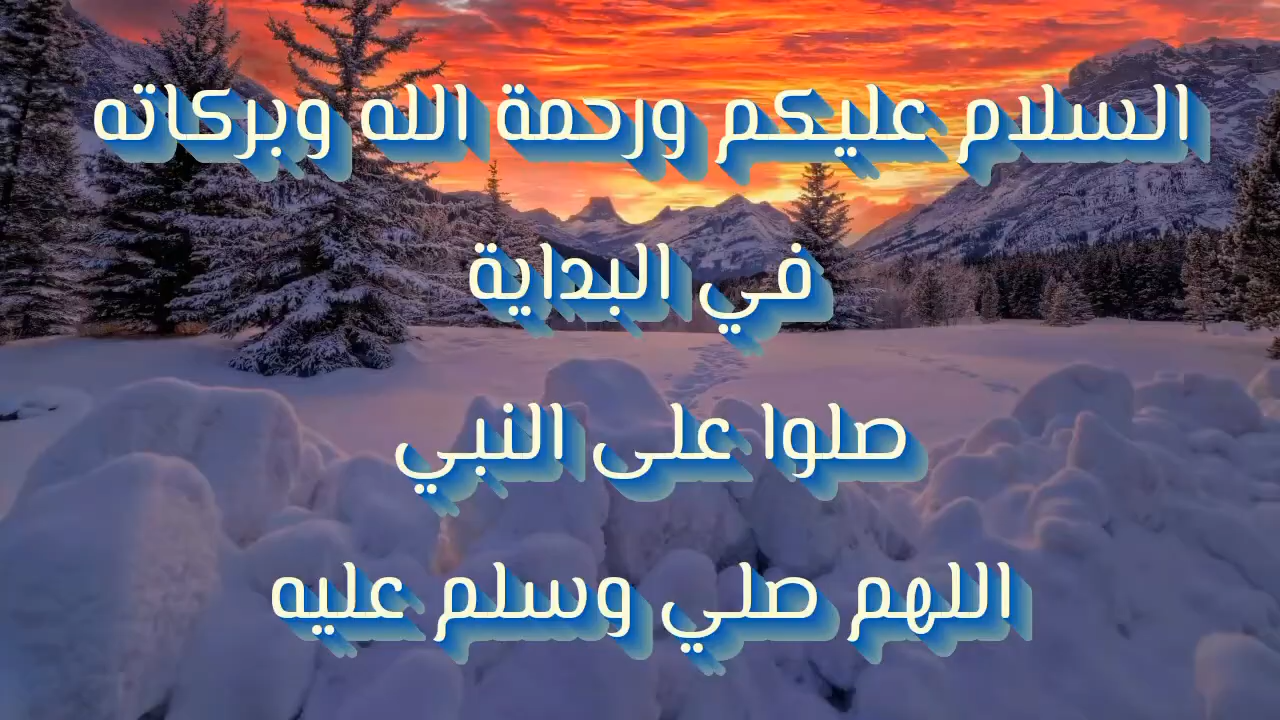 السلام عليكم ورحمة الله وبركاته
في البداية
صلوا على النبي
اللهم صلي وسلم عليه